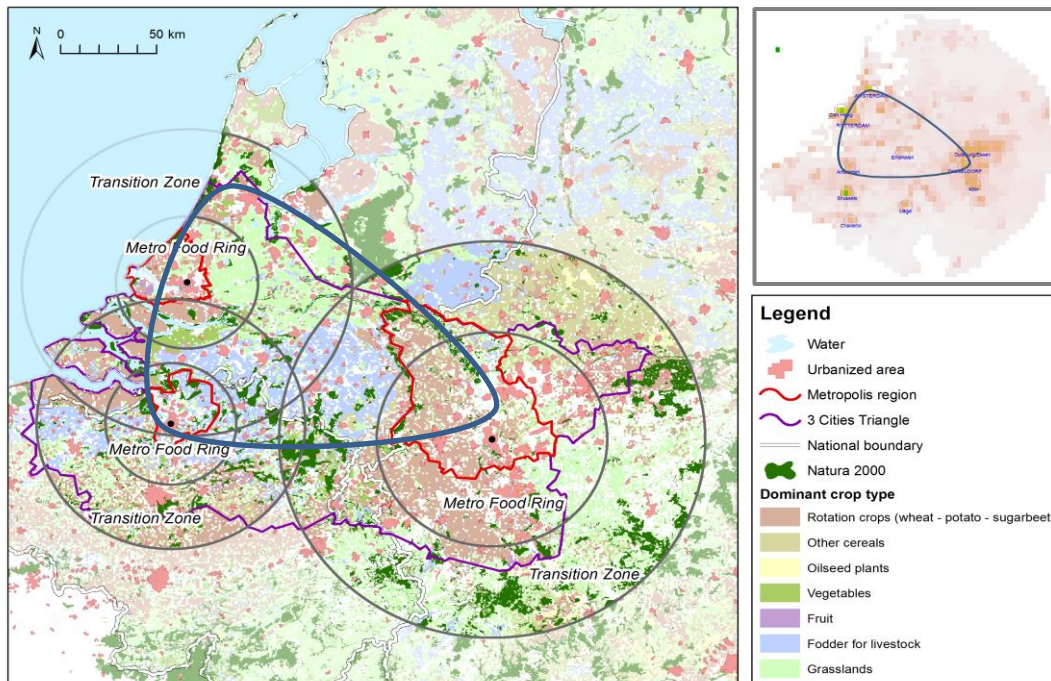 0 50 km
N
Transition Zone
Metro Food Ring
Metro Food Ring
Transition Zone
Metro Food Ring
Transition Zone
AMSTERDAM
Den Haag
ROTTERDAM
Eindhoven
Duisburg/Essen
Antwerpen
DUSSELDORF
Köln
Brussels
Liège
Charleroi
Legend
Water
Urbanized area
Metropolis region
3 Cities Triangle
National boundary
Natura 2000
Dominant crop type
Rotation crops (wheat - potato - sugarbeet
Other cereals
Oilseed plants
Vegetables
Fruit
Fodder for livestock
Grasslands